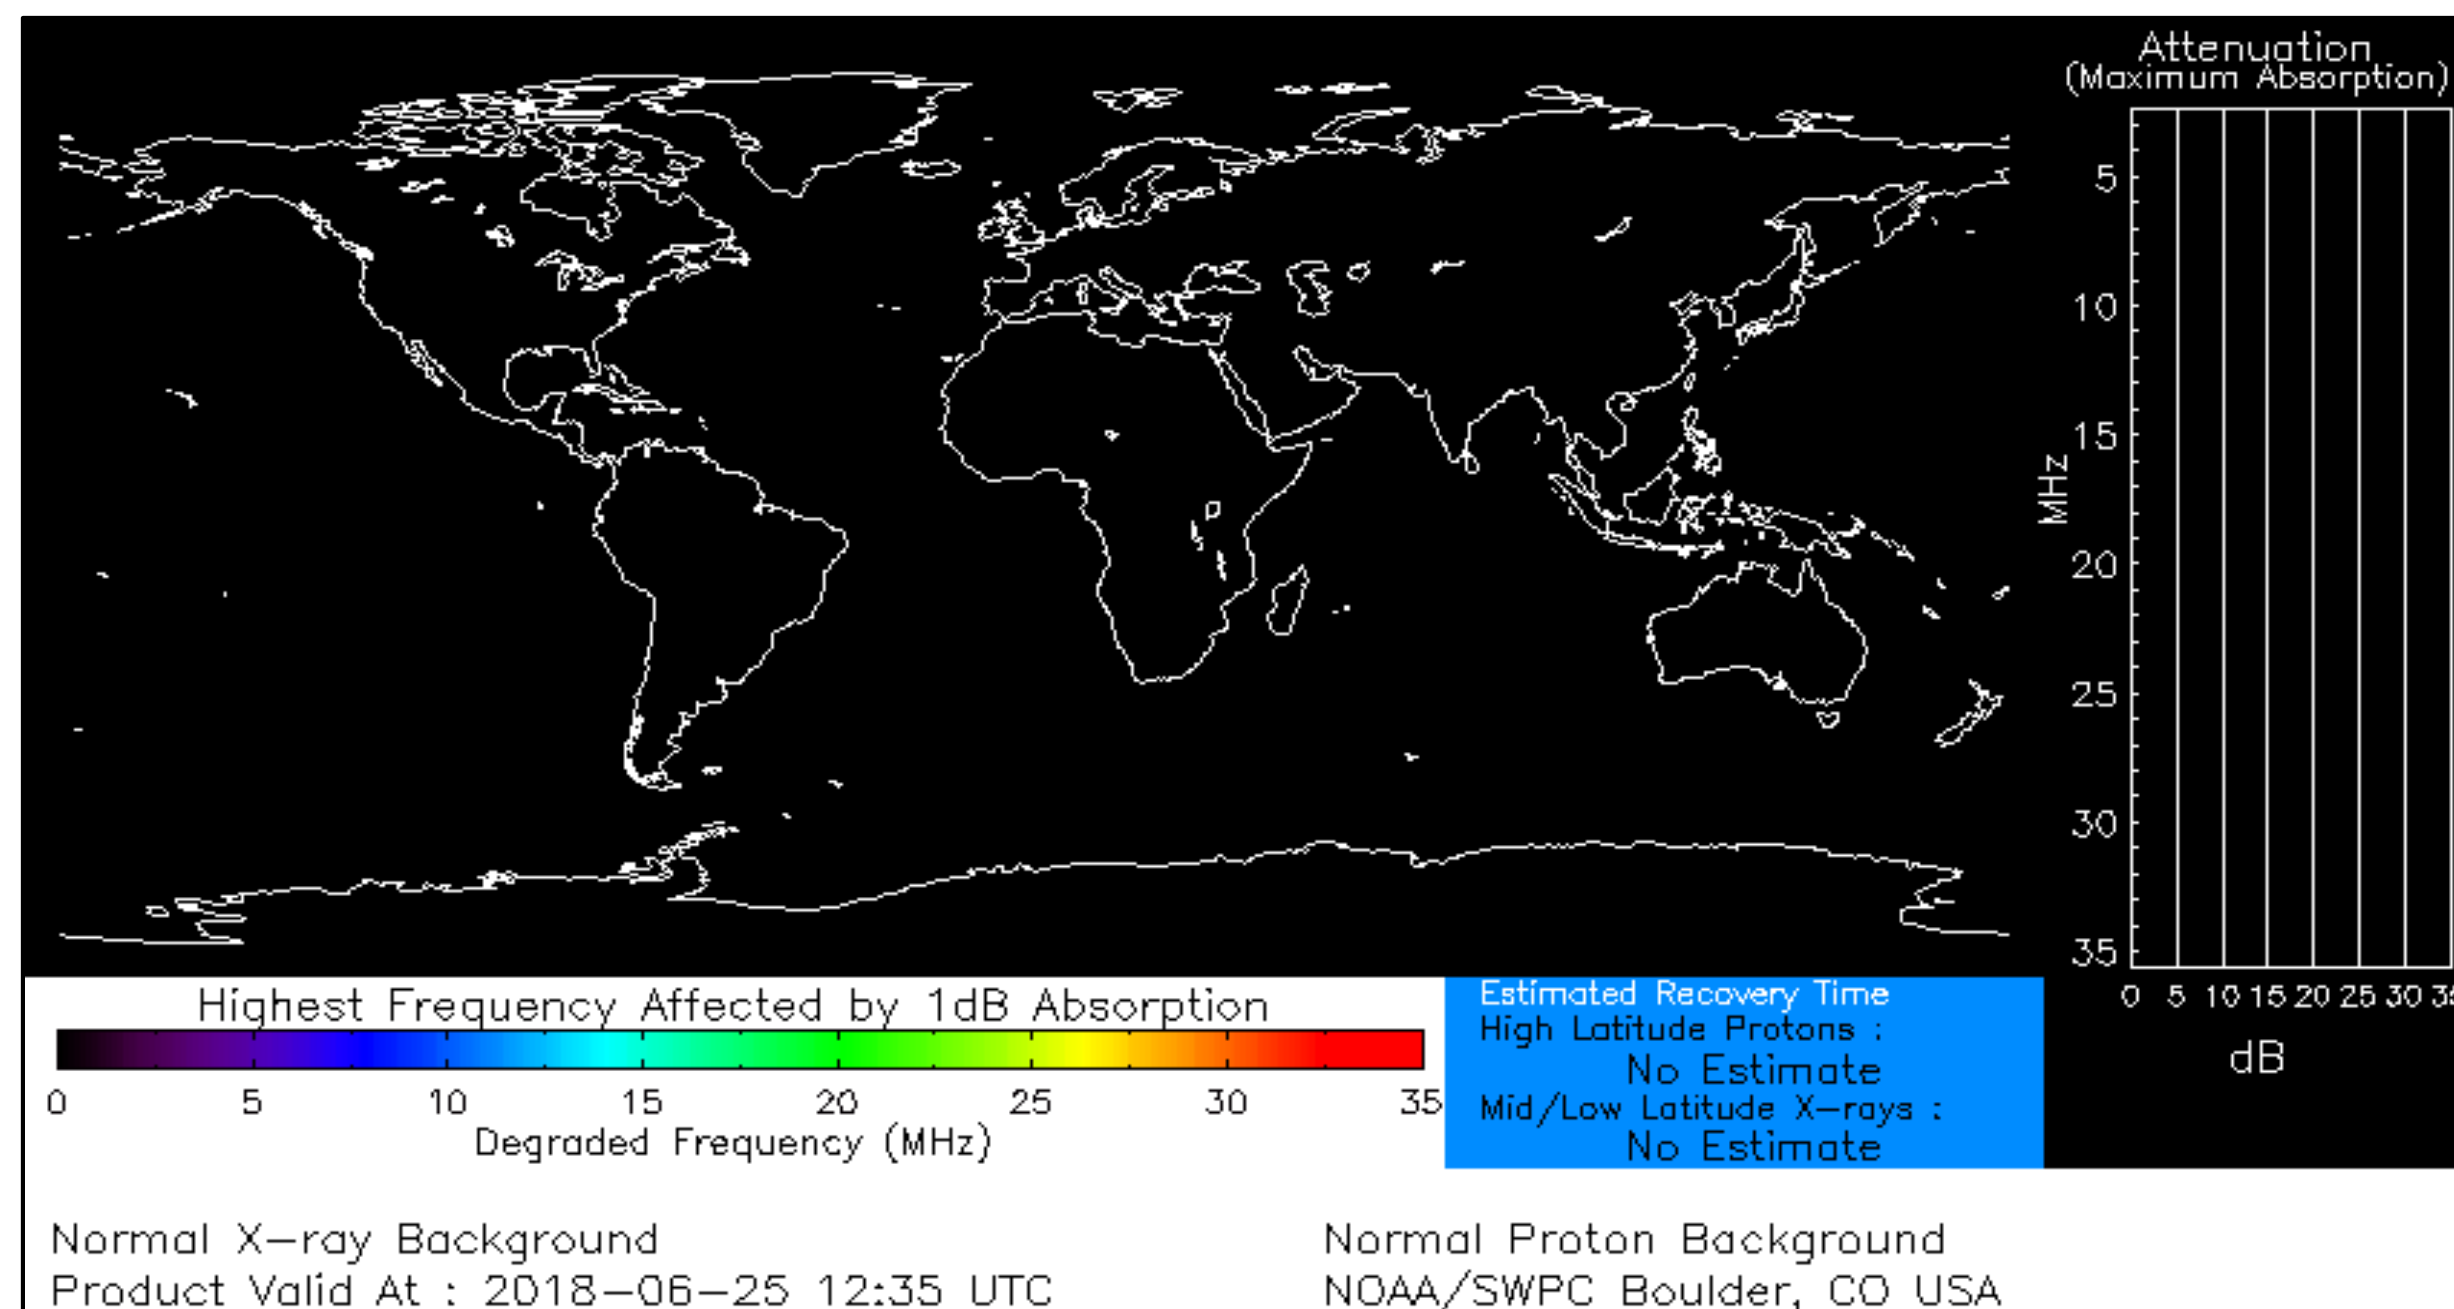 Attenuation
(Maximum Absorption)
5
10
15
20
25
30
35
MHz
0 5 10 15 20 25 30
dB
Highest Frequency Affected by 1dB Absorption
0 5 10 15 20 25 30 35
Degraded Frequency (MHz)
Estimated Recovery Time
High Latitude Protons :
No Estimate
Mid/Low Latitude X-rays :
No Estimate
Normal X-ray Background
Product Valid At : 2018-06-25 12:35 UTC
Normal Proton Background
NOAA/SWPC Boulder, CO USA